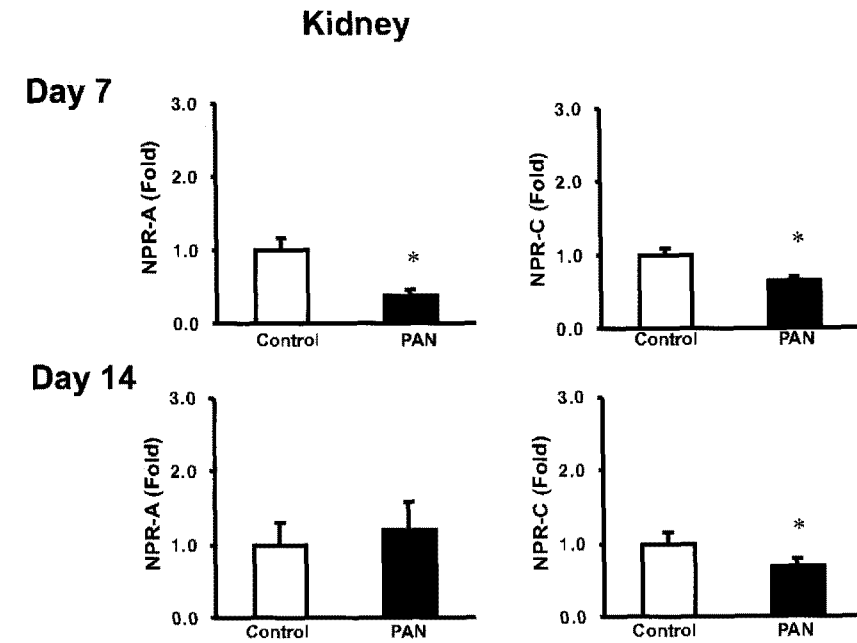 Kidney
Day 7
NPR-A (Fold)
3.0
2.0
1.0
0.0
*
Control PAN
NPR-C (Fold)
3.0
2.0
1.0
0.0
*
Control PAN
Day 14
NPR-A (Fold)
3.0
2.0
1.0
0.0
Control PAN
NPR-C (Fold)
3.0
2.0
1.0
0.0
*
Control PAN